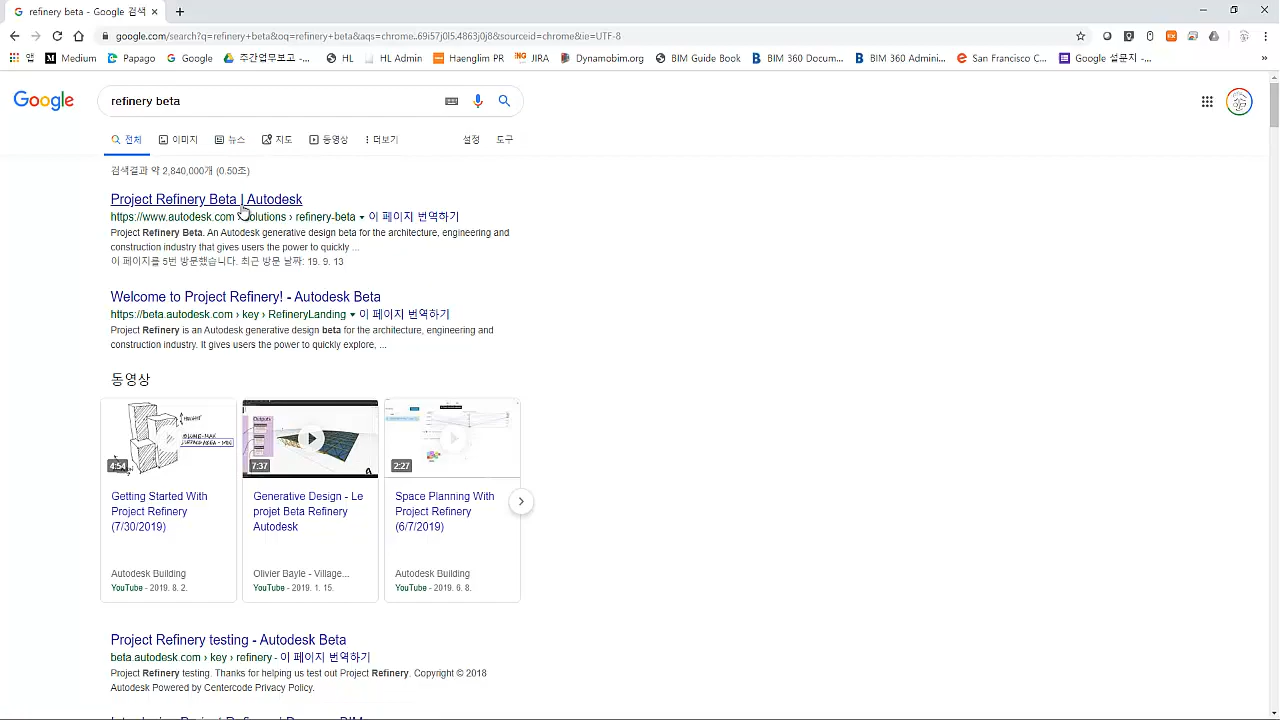 refinery beta - Google 검색
google.com/search?q=refinery+beta&oq=refinery+beta&aqs=chrome..69i57j0l5.4863j0j8&sourceid=chrome&ie=UTF-8
앱 Medium Papago Google 주간업무보고 -... HL HL Admin Haenglim PR JIRA Dynamobim.org BIM Guide Book BIM 360 Docum... BIM 360 Admini... San Francisco C... Google 설문지 -... »
Google
refinery beta
전체 이미지 뉴스 지도 동영상 더보기 설정 도구
검색결과 약 2,840,000개 (0.50초)
Project Refinery Beta | Autodesk
https://www.autodesk.com › solutions › refinery-beta ▾ 이 페이지 번역하기
Project Refinery Beta. An Autodesk generative design beta for the architecture, engineering and
construction industry that gives users the power to quickly ...
이 페이지를 5번 방문했습니다. 최근 방문 날짜: 19. 9. 13
Welcome to Project Refinery! - Autodesk Beta
https://beta.autodesk.com › key › RefineryLanding ▾ 이 페이지 번역하기
Project Refinery is an Autodesk generative design beta for the architecture, engineering and
construction industry. It gives users the power to quickly explore, ...
동영상
HEIGHT
4:54
Outputs
7:37
2:27
Getting Started With
Project Refinery
(7/30/2019)
Autodesk Building
YouTube - 2019. 8. 2.
Generative Design - Le
projet Beta Refinery
Autodesk
Olivier Bayle - Village...
YouTube - 2019. 1. 15.
Space Planning With
Project Refinery
(6/7/2019)
Autodesk Building
YouTube - 2019. 6. 8.
Project Refinery testing - Autodesk Beta
beta.autodesk.com › key › refinery - 이 페이지 번역하기
Project Refinery testing. Thanks for helping us test out Project Refinery. Copyright © 2018
Autodesk Powered by Centercode Privacy Policy.